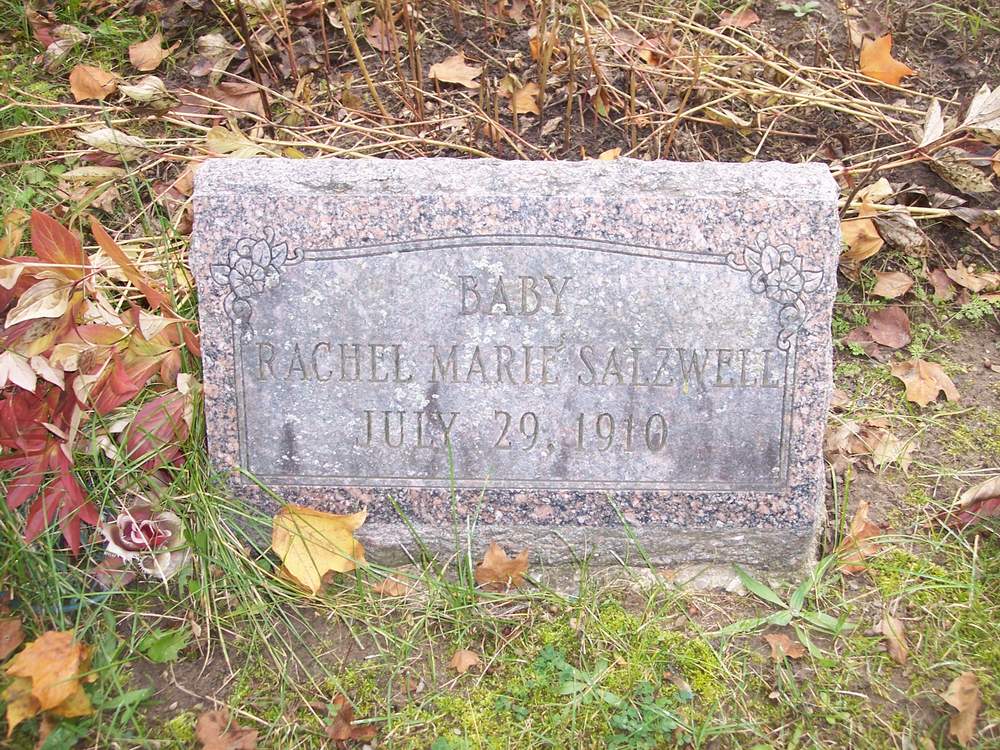 BABY
RACHEL MARIE SALZWELL
JULY 29, 1910